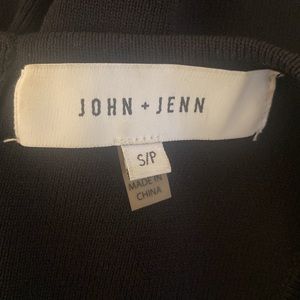 JOHN + JENN
S/P
MADE IN
CHINA